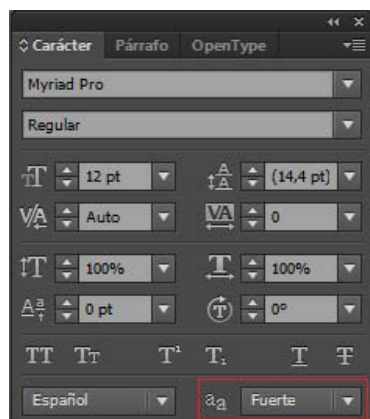 Carácter Párrafo OpenType
Myriad Pro
Regular
12 pt (14,4 pt)
Auto 0
100% 100%
0 pt 0°
TT Tт T¹ T₁ T Ŧ
Español aa Fuerte